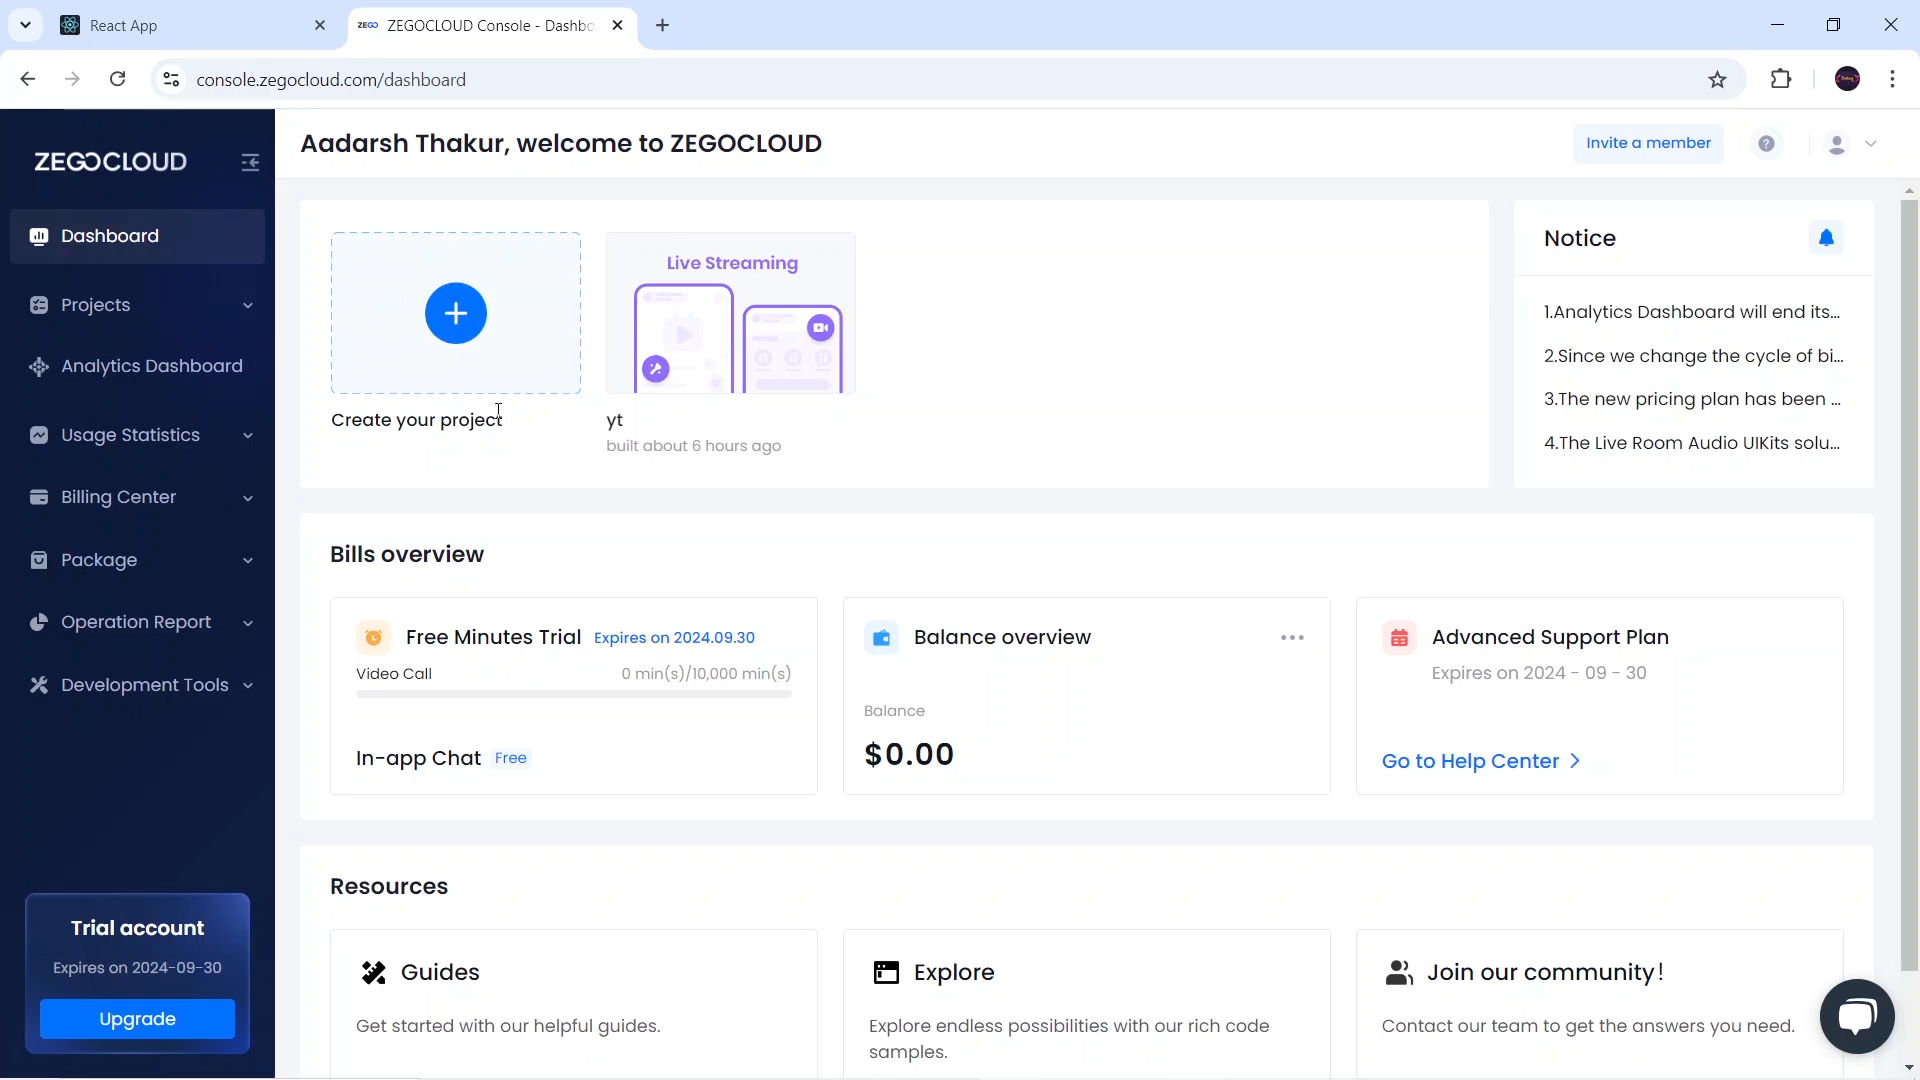 React App
ZEGO ZEGOCLOUD Console - Dashbo
console.zegocloud.com/dashboard
ZEGOCLOUD
Aadarsh Thakur, welcome to ZEGOCLOUD
Invite a member
?
Dashboard
Projects
Analytics Dashboard
Usage Statistics
Billing Center
Package
Operation Report
Development Tools
Trial account
Expires on 2024-09-30
Upgrade
Create your project
Live Streaming
yt
built about 6 hours ago
Notice
1.Analytics Dashboard will end its...
2.Since we change the cycle of bi...
3.The new pricing plan has been ...
4.The Live Room Audio UIKits solu...
Bills overview
Free Minutes Trial Expires on 2024.09.30
Video Call 0 min(s)/10,000 min(s)
In-app Chat Free
Balance overview
Balance
$0.00
Advanced Support Plan
Expires on 2024 - 09 - 30
Go to Help Center
Resources
Guides
Get started with our helpful guides.
Explore
Explore endless possibilities with our rich code
samples.
Join our community!
Contact our team to get the answers you need.